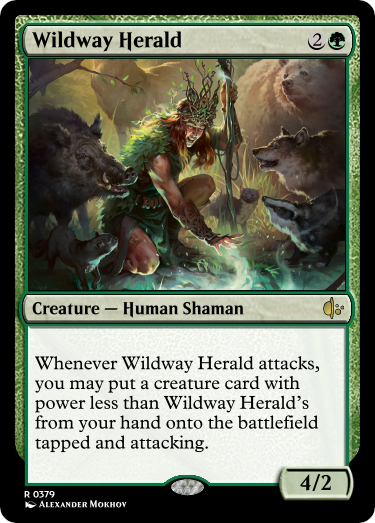 Wildway Herald 2
Creature — Human Shaman
Whenever Wildway Herald attacks,
you may put a creature card with
power less than Wildway Herald's
from your hand onto the battlefield
tapped and attacking.
4/2
R 0379
Alexander Mokhov